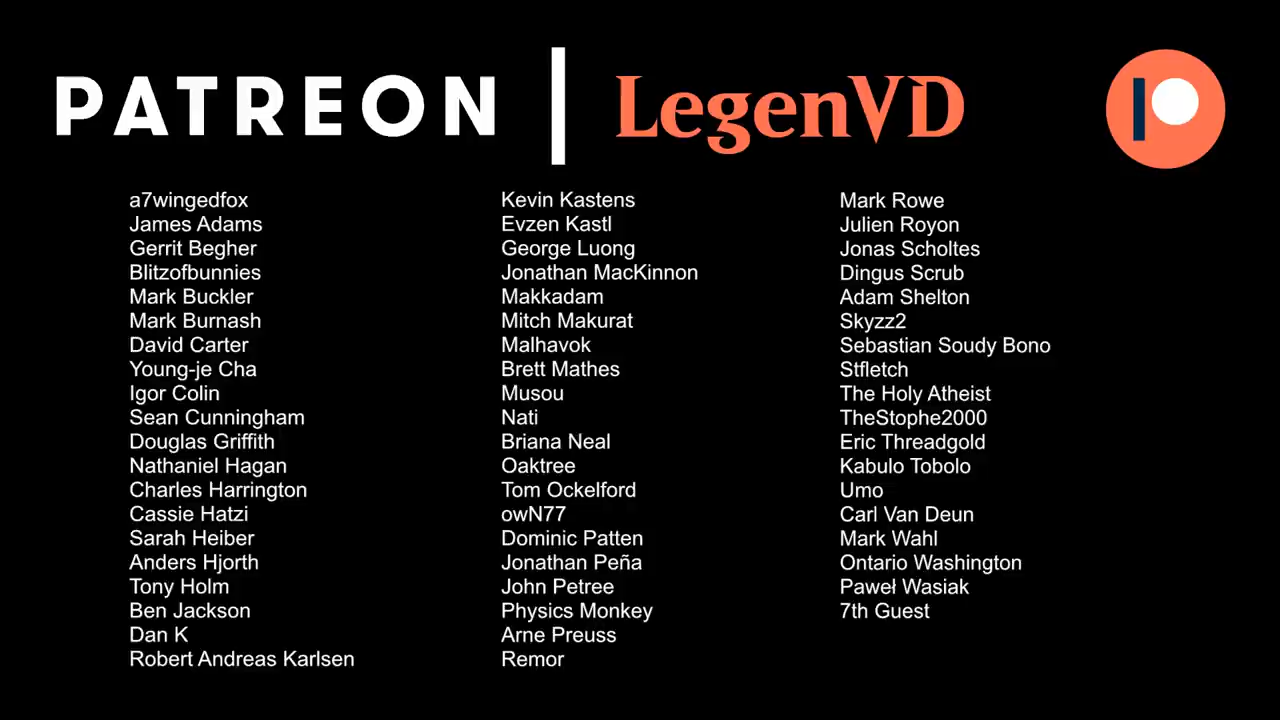 PATREON | LegenVD
a7wingedfox
James Adams
Gerrit Begher
Blitzofbunnies
Mark Buckler
Mark Burnash
David Carter
Young-je Cha
Igor Colin
Sean Cunningham
Douglas Griffith
Nathaniel Hagan
Charles Harrington
Cassie Hatzi
Sarah Heiber
Anders Hjorth
Tony Holm
Ben Jackson
Dan K
Robert Andreas Karlsen
Kevin Kastens
Evzen Kastl
George Luong
Jonathan MacKinnon
Makkadam
Mitch Makurat
Malhavok
Brett Mathes
Musou
Nati
Briana Neal
Oaktree
Tom Ockelford
owN77
Dominic Patten
Jonathan Peña
John Petree
Physics Monkey
Arne Preuss
Remor
Mark Rowe
Julien Royon
Jonas Scholtes
Dingus Scrub
Adam Shelton
Skyzz2
Sebastian Soudy Bono
Stfletch
The Holy Atheist
TheStophe2000
Eric Threadgold
Kabulo Tobolo
Umo
Carl Van Deun
Mark Wahl
Ontario Washington
Paweł Wasiak
7th Guest